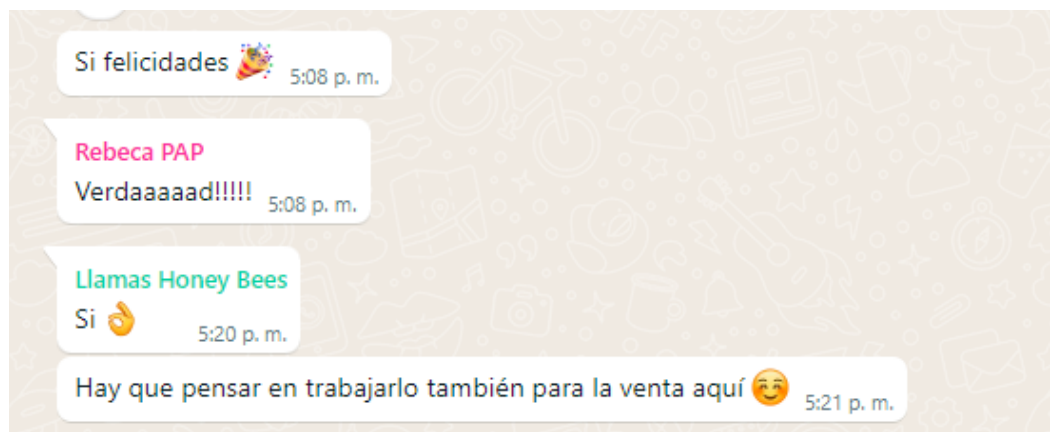 Si felicidades 🎉 5:08 p. m.
Rebeca PAP
Verdaaaaad!!!!! 5:08 p. m.
Llamas Honey Bees
Si 👌 5:20 p. m.
Hay que pensar en trabajarlo también para la venta aquí ☺️ 5:21 p. m.